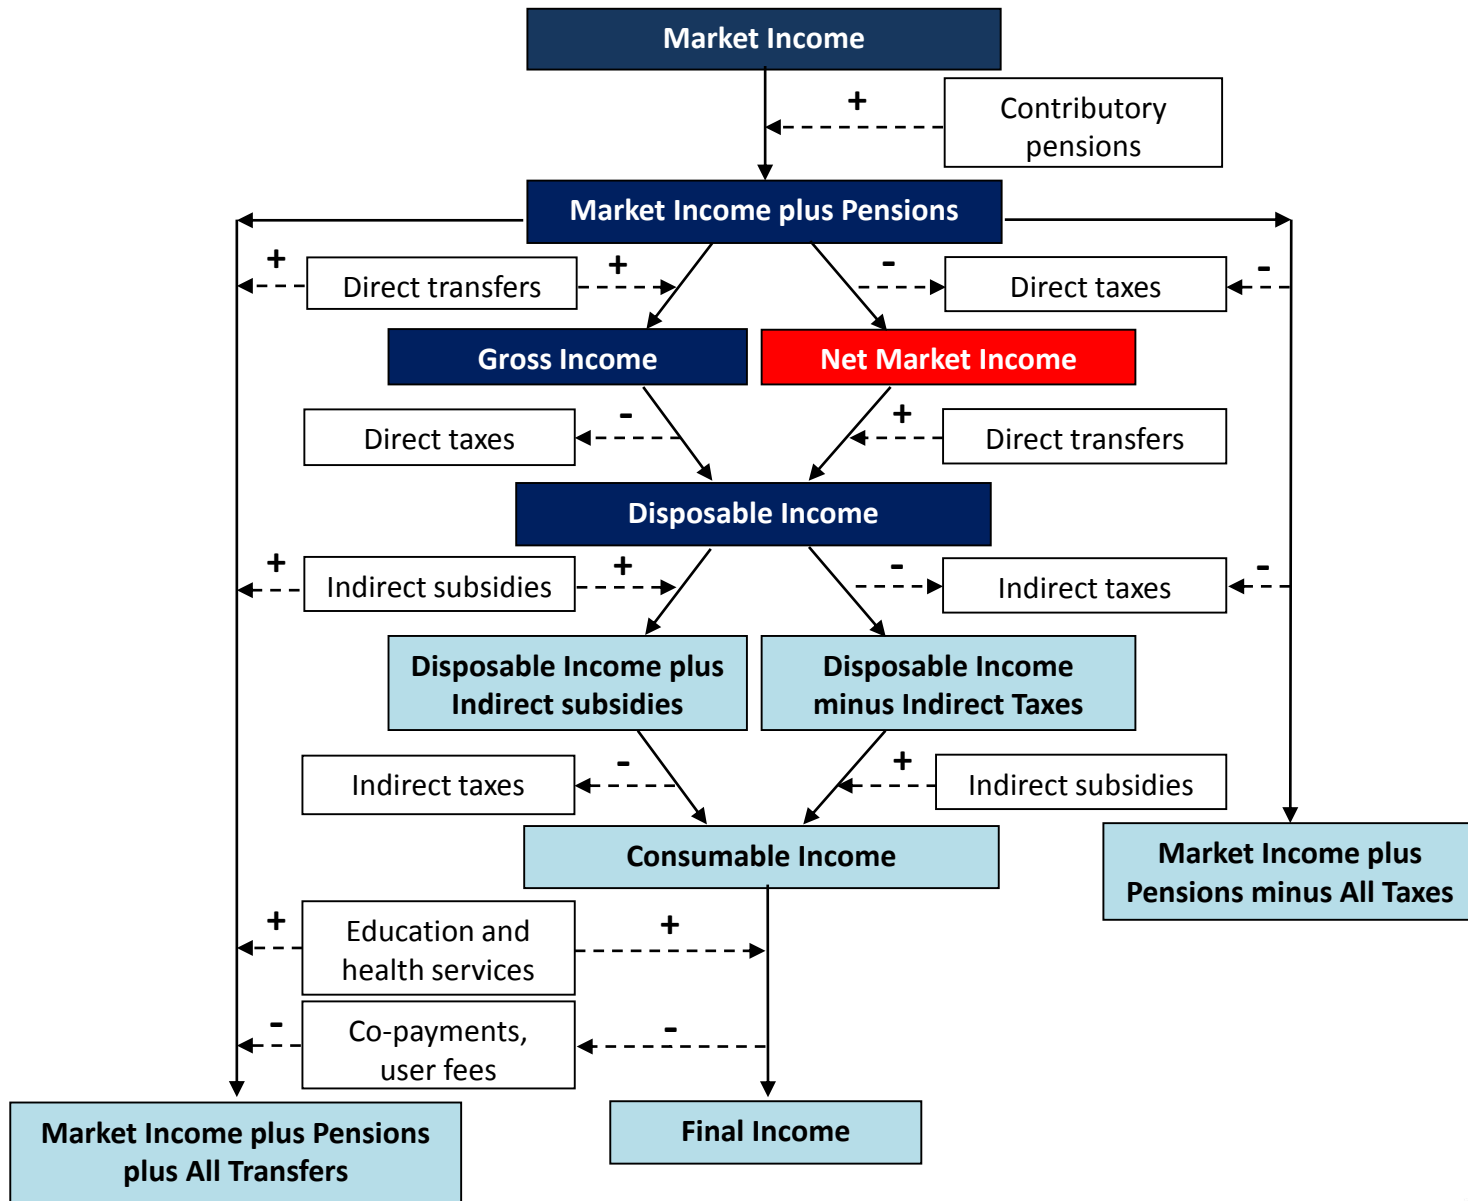 Market Income
+
Contributory
pensions
Market Income plus Pensions
+
Direct transfers
+
-
Direct taxes
-
Gross Income
Net Market Income
Direct taxes
-
+
Direct transfers
Disposable Income
+
Indirect subsidies
+
-
Indirect taxes
-
Disposable Income plus
Indirect subsidies
Disposable Income
minus Indirect Taxes
Indirect taxes
-
+
Indirect subsidies
Consumable Income
Market Income plus
Pensions minus All Taxes
+
Education and
health services
+
-
Co-payments,
user fees
-
Market Income plus Pensions
plus All Transfers
Final Income